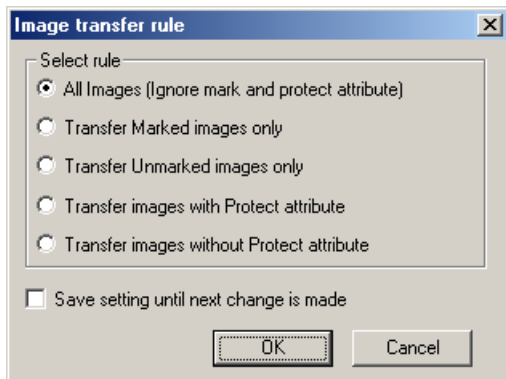 Image transfer rule
Select rule
All Images (Ignore mark and protect attribute)
Transfer Marked images only
Transfer Unmarked images only
Transfer images with Protect attribute
Transfer images without Protect attribute
Save setting until next change is made
OK Cancel